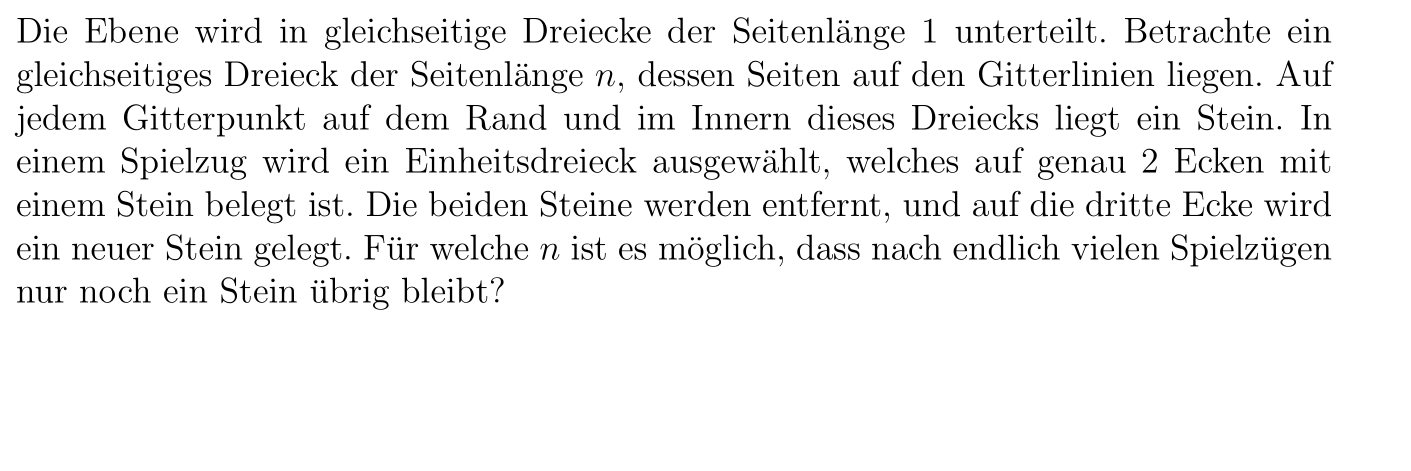 Die Ebene wird in gleichseitige Dreiecke der Seitenlänge 1 unterteilt. Betrachte ein
gleichseitiges Dreieck der Seitenlänge n, dessen Seiten auf den Gitterlinien liegen. Auf
jedem Gitterpunkt auf dem Rand und im Innern dieses Dreiecks liegt ein Stein. In
einem Spielzug wird ein Einheitsdreieck ausgewählt, welches auf genau 2 Ecken mit
einem Stein belegt ist. Die beiden Steine werden entfernt, und auf die dritte Ecke wird
ein neuer Stein gelegt. Für welche n ist es möglich, dass nach endlich vielen Spielzügen
nur noch ein Stein übrig bleibt?